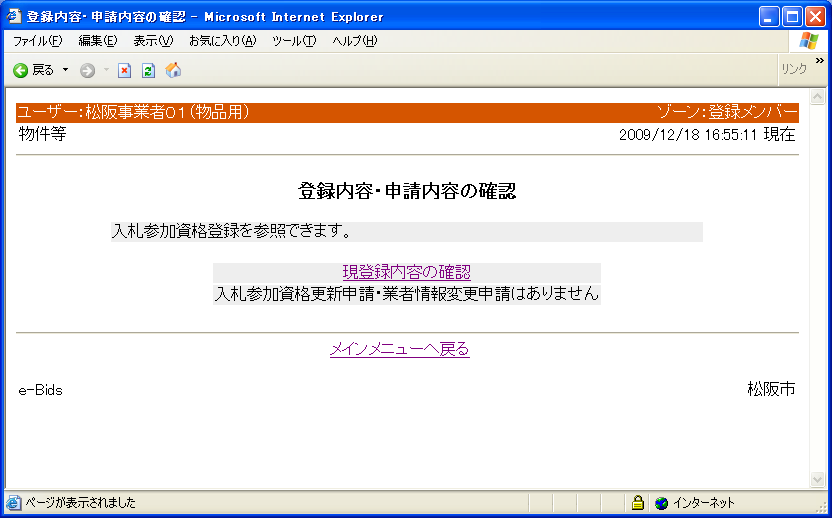 登録内容・申請内容の確認 - Microsoft Internet Explorer
ファイル(F) 編集(E) 表示(V) お気に入り(A) ツール(T) ヘルプ(H)
戻る リンク »
ユーザー：松阪事業者０１（物品用） ゾーン：登録メンバー
物件等 2009/12/18 16:55:11 現在
登録内容・申請内容の確認
入札参加資格登録を参照できます。
現登録内容の確認
入札参加資格更新申請・業者情報変更申請はありません
メインメニューへ戻る
e-Bids 松阪市
ページが表示されました インターネット